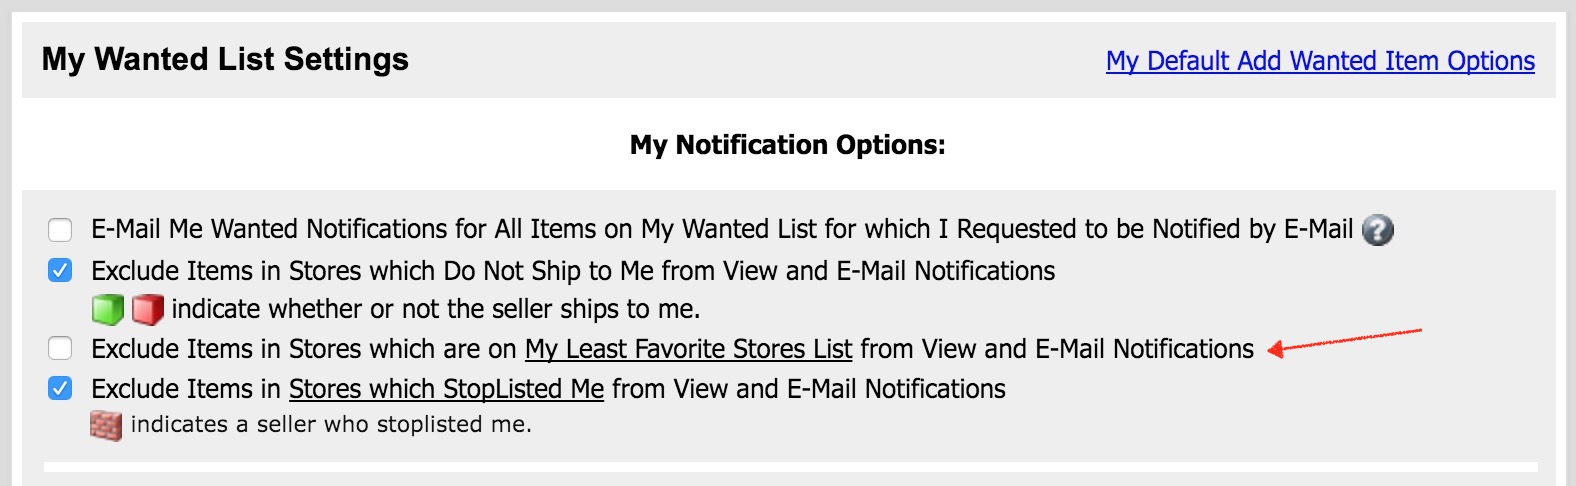 My Wanted List Settings
My Default Add Wanted Item Options
My Notification Options:
E-Mail Me Wanted Notifications for All Items on My Wanted List for which I Requested to be Notified by E-Mail ?
Exclude Items in Stores which Do Not Ship to Me from View and E-Mail Notifications
indicate whether or not the seller ships to me.
Exclude Items in Stores which are on My Least Favorite Stores List from View and E-Mail Notifications
Exclude Items in Stores which StopListed Me from View and E-Mail Notifications
indicates a seller who stoplisted me.